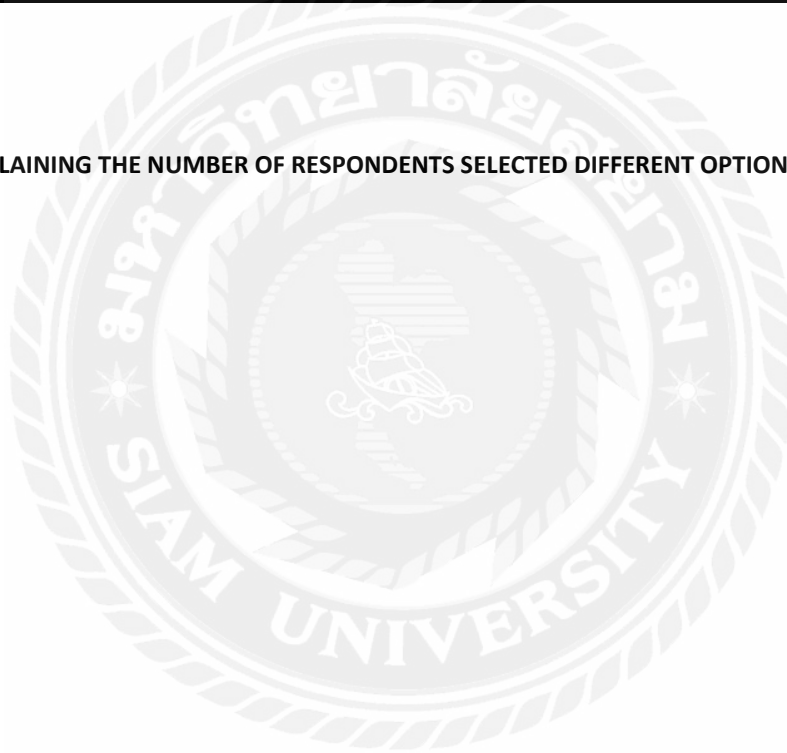 LAINING THE NUMBER OF RESPONDENTS SELECTED DIFFERENT OPTION
มหาวิทยาลัยสยาม
SIAM UNIVERSITY